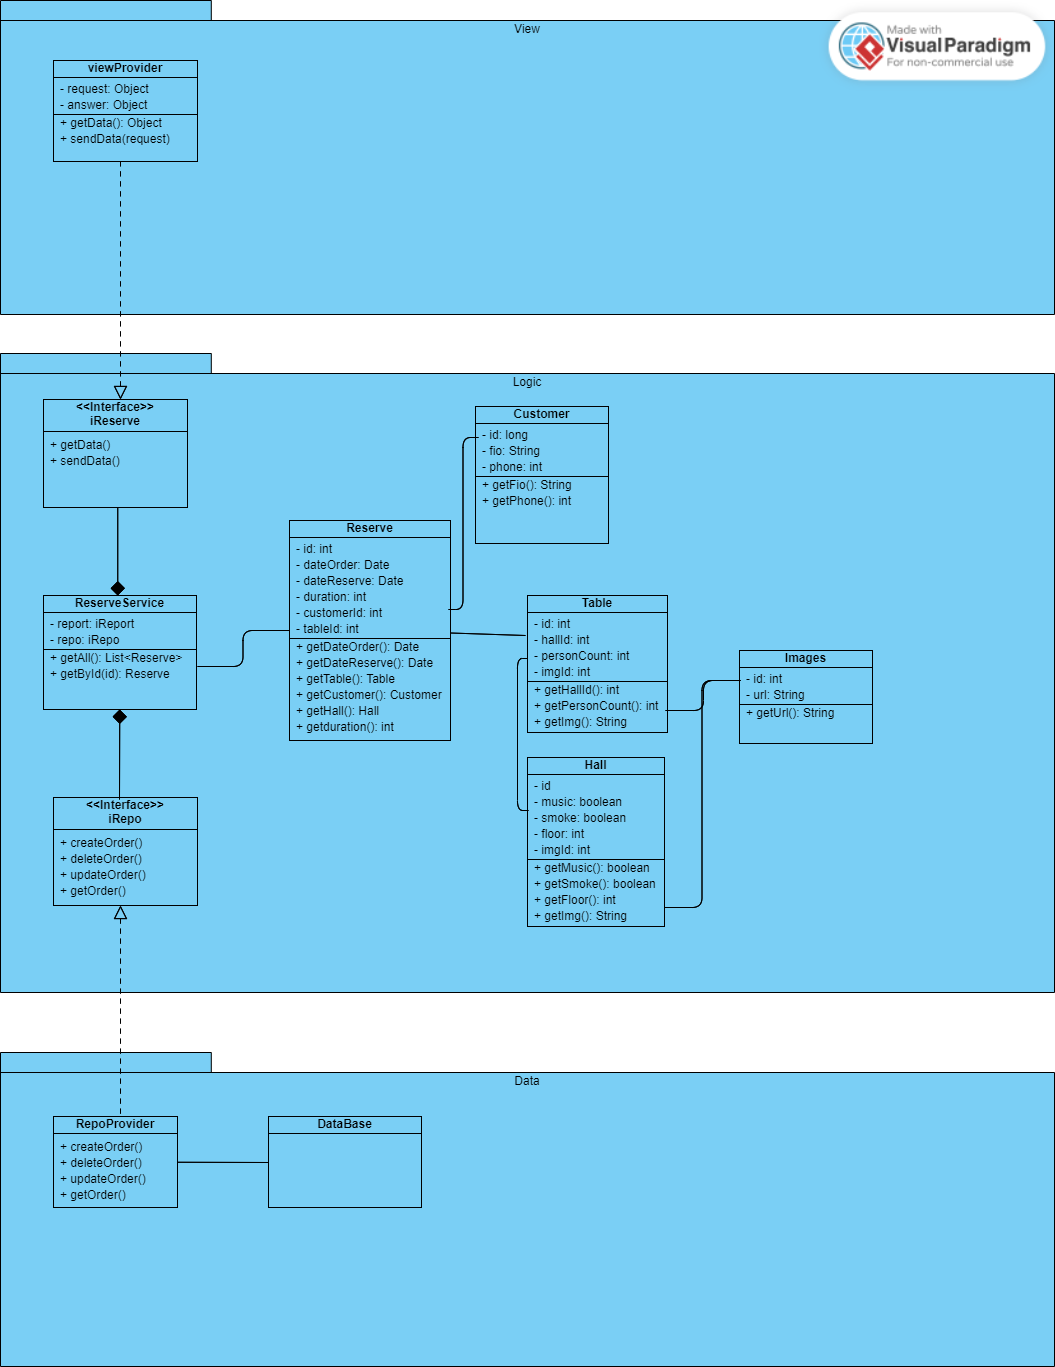 View
Made with
Visual Paradigm
For non-commercial use
viewProvider
- request: Object
- answer: Object
+ getData(): Object
+ sendData(request)
Logic
<<Interface>>
iReserve
+ getData()
+ sendData()
Customer
- id: long
- fio: String
- phone: int
+ getFio(): String
+ getPhone(): int
Reserve
- id: int
- dateOrder: Date
- dateReserve: Date
- duration: int
- customerId: int
- tableId: int
+ getDateOrder(): Date
+ getDateReserve(): Date
+ getTable(): Table
+ getCustomer(): Customer
+ getHall(): Hall
+ getduration(): int
ReserveService
- report: iReport
- repo: iRepo
+ getAll(): List<Reserve>
+ getById(id): Reserve
Table
- id: int
- hallId: int
- personCount: int
- imgId: int
+ getHallId(): int
+ getPersonCount(): int
+ getImg(): String
Images
- id: int
- url: String
+ getUrl(): String
Hall
- id
- music: boolean
- smoke: boolean
- floor: int
- imgId: int
+ getMusic(): boolean
+ getSmoke(): boolean
+ getFloor(): int
+ getImg(): String
<<Interface>>
iRepo
+ createOrder()
+ deleteOrder()
+ updateOrder()
+ getOrder()
Data
RepoProvider
+ createOrder()
+ deleteOrder()
+ updateOrder()
+ getOrder()
DataBase